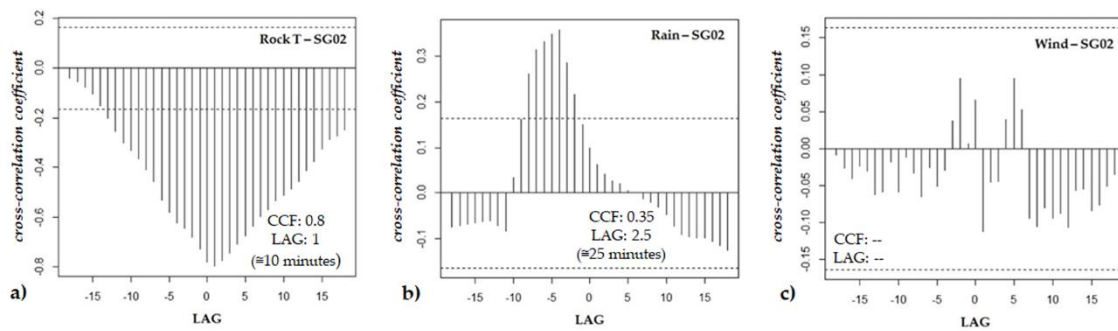 a)
cross-correlation coefficient
0.2
0.0
-0.2
-0.4
-0.6
-0.8
Rock T – SG02
CCF: 0.8
LAG: 1
(≅10 minutes)
-15 -10 -5 0 5 10 15
LAG
b)
cross-correlation coefficient
0.3
0.2
0.1
0.0
-0.1
Rain – SG02
CCF: 0.35
LAG: 2.5
(≅25 minutes)
-15 -10 -5 0 5 10 15
LAG
c)
cross-correlation coefficient
0.15
0.10
0.05
0.00
-0.05
-0.10
-0.15
Wind – SG02
CCF: --
LAG: --
-15 -10 -5 0 5 10 15
LAG